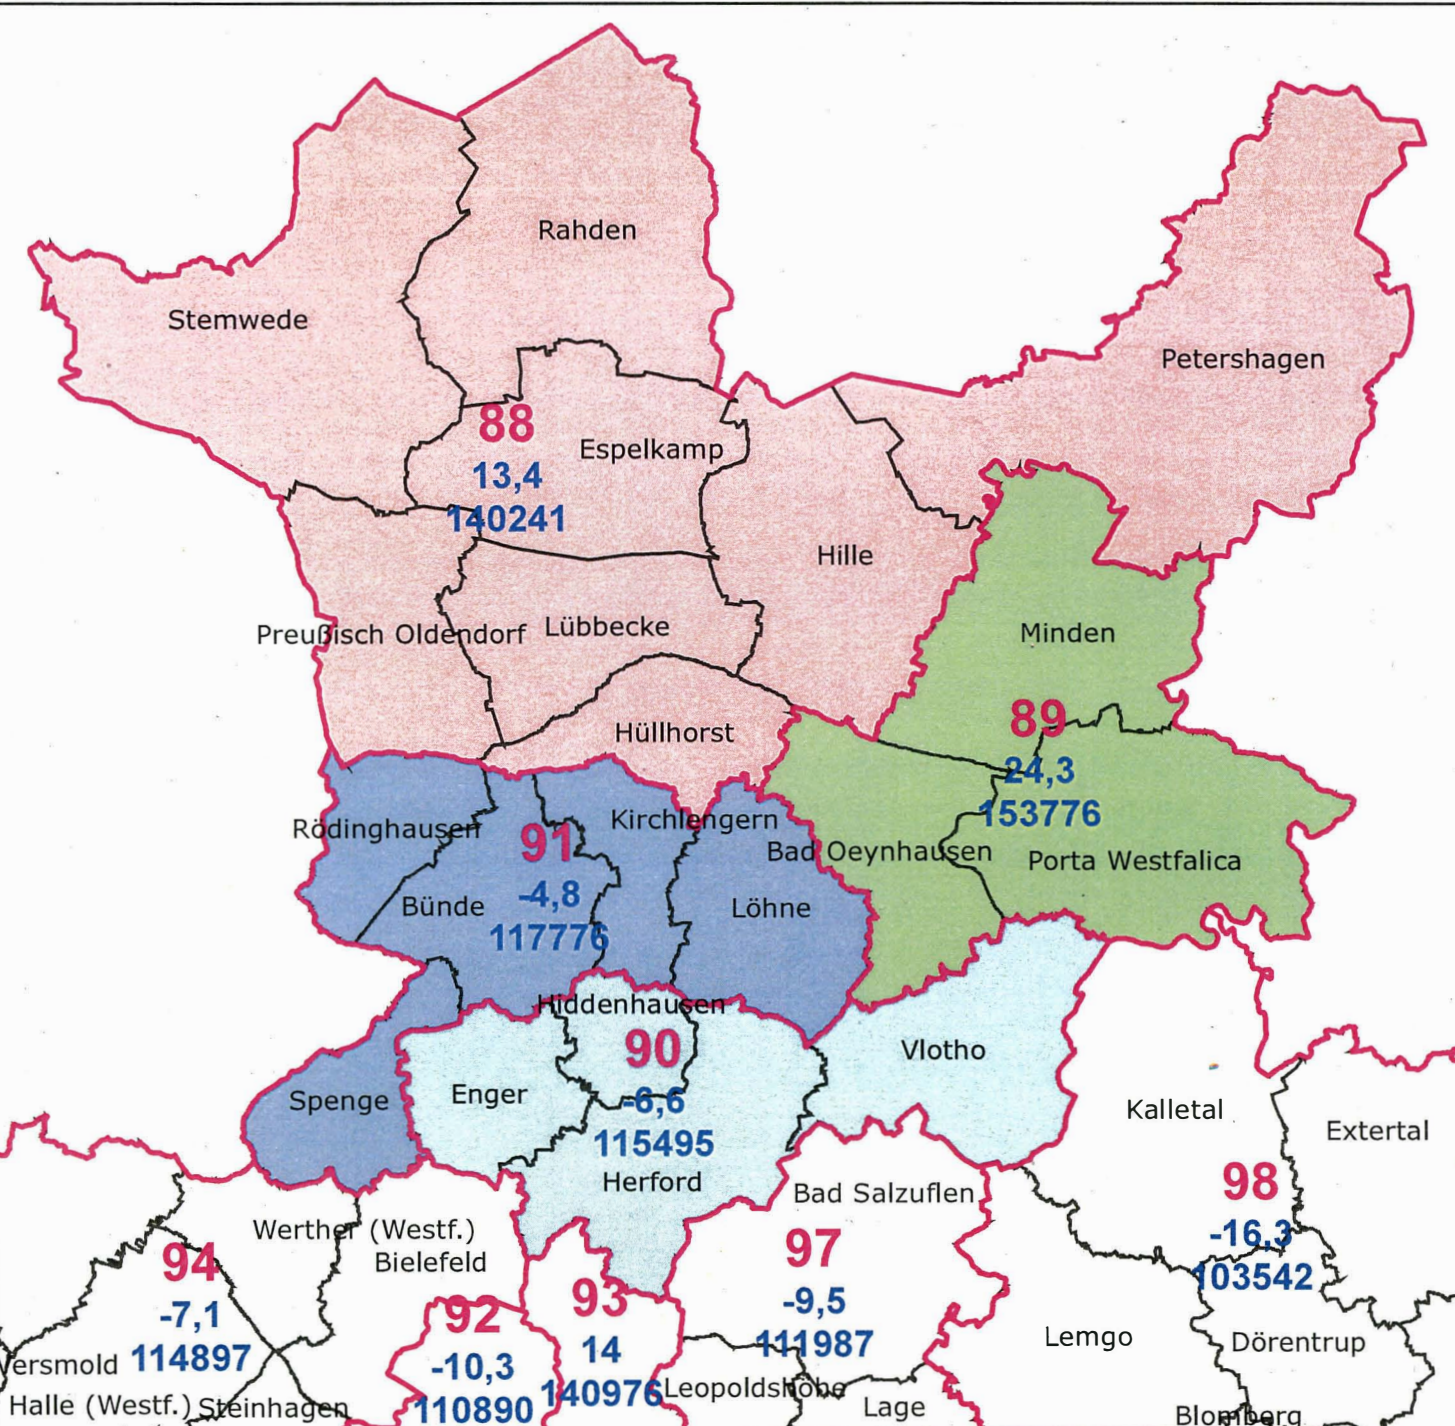 Rahden
Stemwede
Petershagen
88
Espelkamp
13,4
140241
Hille
Preußisch Oldendorf
Lübbecke
Minden
Hüllhorst
89
24,3
153776
Rödinghausen
91
Kirchlengern
Bad Oeynhausen
Porta Westfalica
-4,8
Bünde
Löhne
117776
Hiddenhausen
90
Vlotho
Enger
-6,6
Spenge
115495
Kalletal
Extertal
Herford
98
Bad Salzuflen
-16,3
103542
Werther (Westf.)
Bielefeld
94
-7,1
114897
97
-9,5
111987
93
14
140976
92
-10,3
110890
Lemgo
Dörentrup
Versmold
Halle (Westf.)
Steinhagen
Leopoldshöhe
Lage
Blomberg